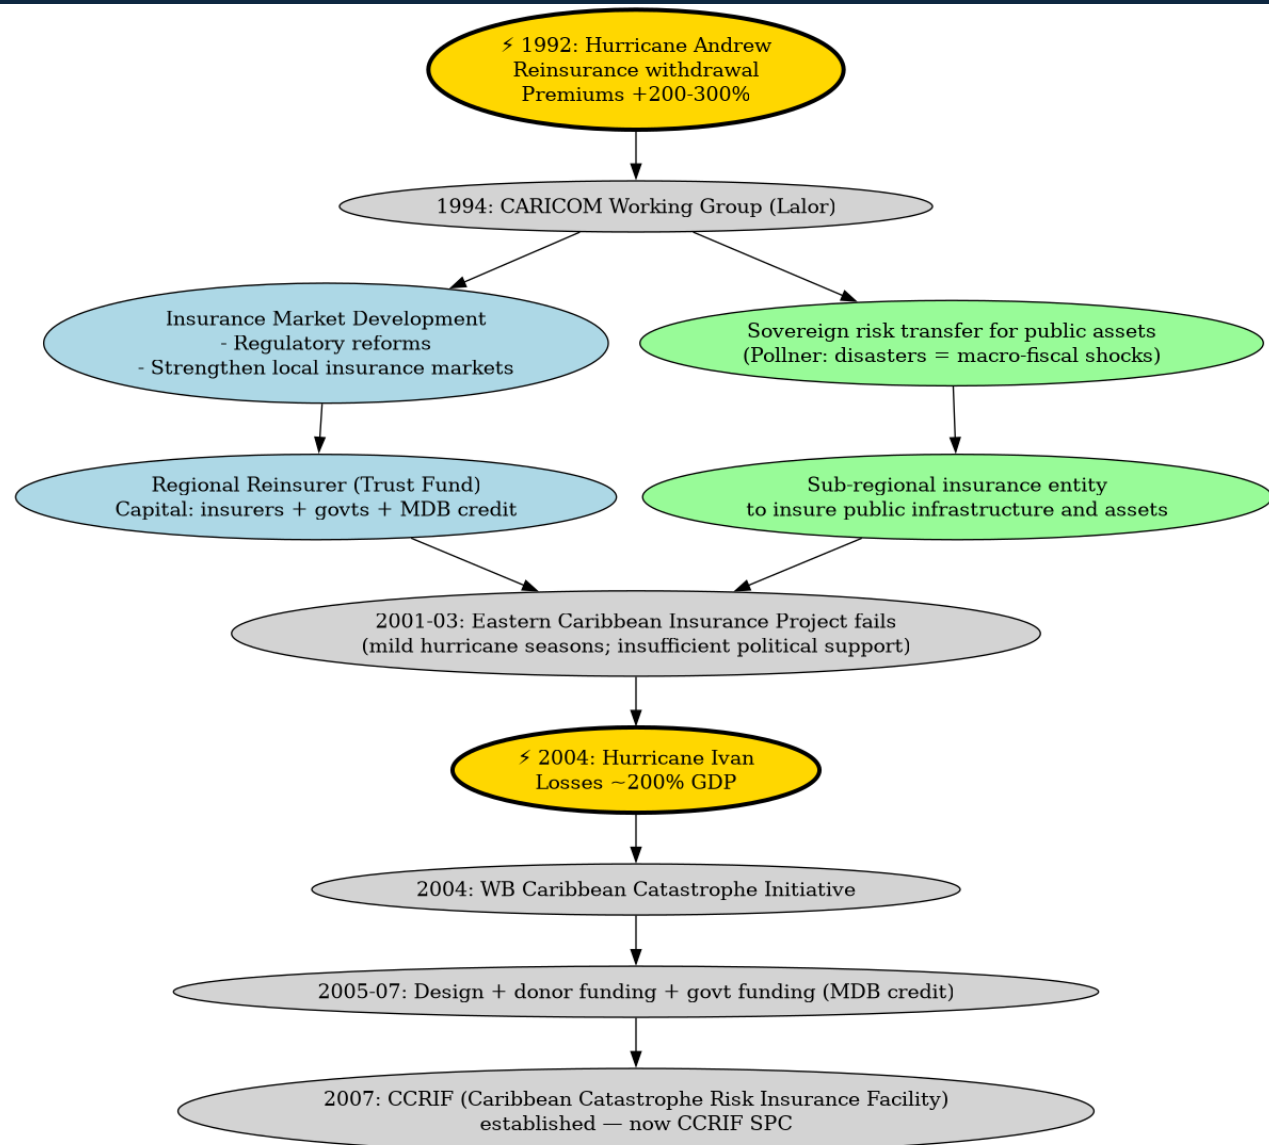 ⚡ 1992: Hurricane Andrew
Reinsurance withdrawal
Premiums +200-300%
1994: CARICOM Working Group (Lalor)
Insurance Market Development
- Regulatory reforms
- Strengthen local insurance markets
Sovereign risk transfer for public assets
(Pollner: disasters = macro-fiscal shocks)
Regional Reinsurer (Trust Fund)
Capital: insurers + govts + MDB credit
Sub-regional insurance entity
to insure public infrastructure and assets
2001-03: Eastern Caribbean Insurance Project fails
(mild hurricane seasons; insufficient political support)
⚡ 2004: Hurricane Ivan
Losses ~200% GDP
2004: WB Caribbean Catastrophe Initiative
2005-07: Design + donor funding + govt funding (MDB credit)
2007: CCRIF (Caribbean Catastrophe Risk Insurance Facility)
established — now CCRIF SPC